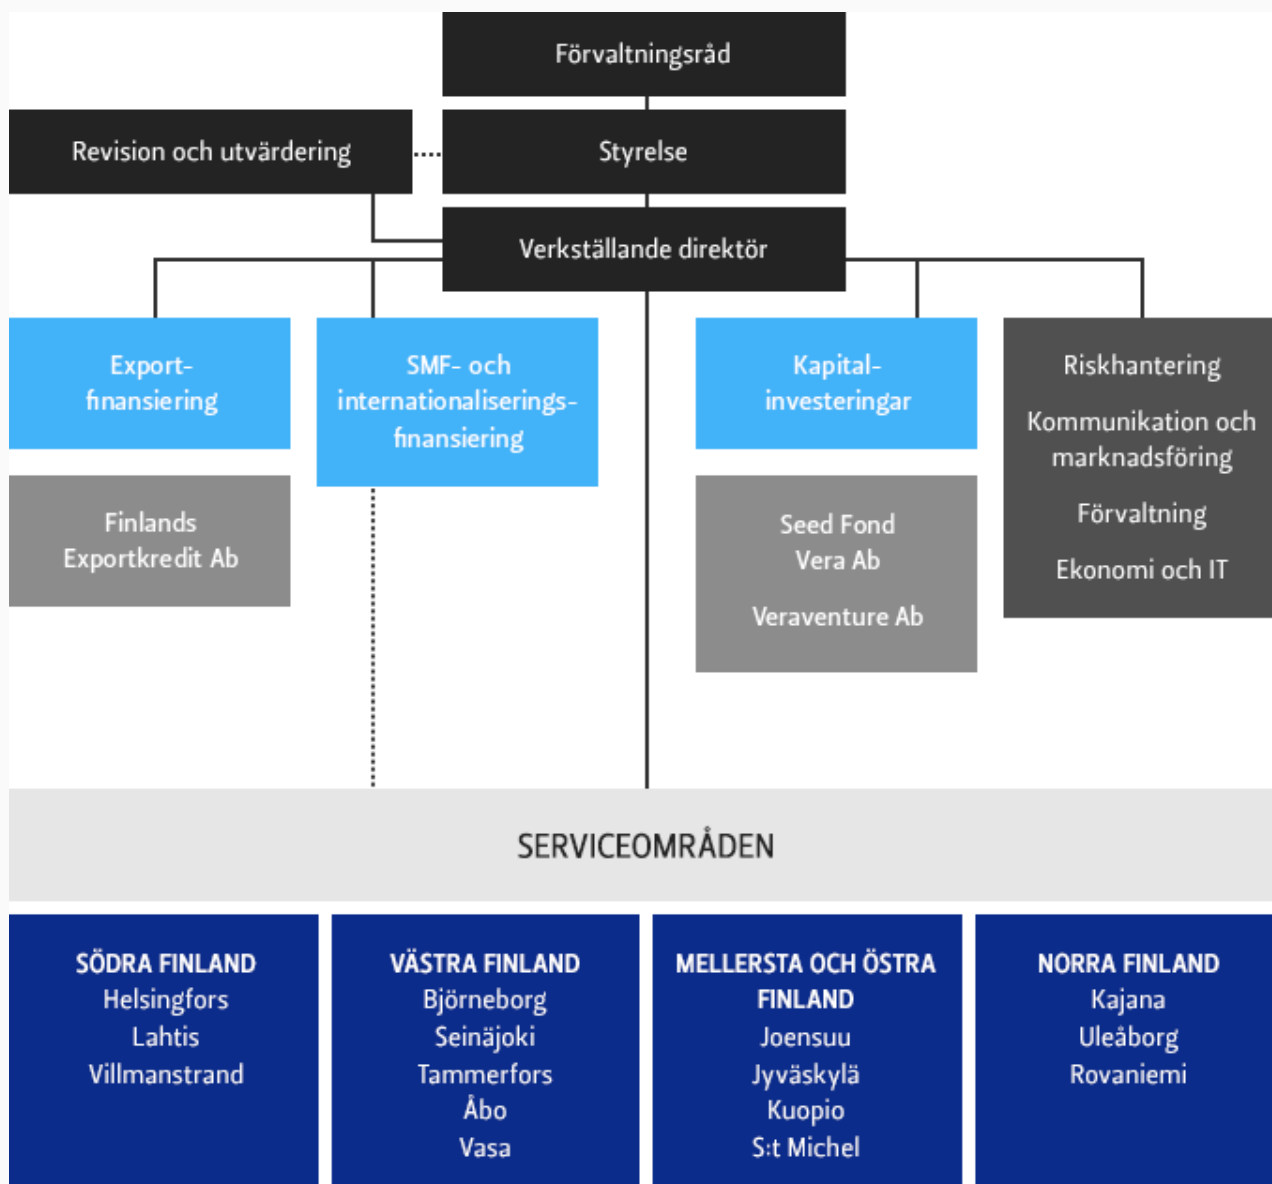 Förvaltningsråd
Revision och utvärdering
Styrelse
Verkställande direktör
Export-
finansiering
SMF- och
internationaliserings-
finansiering
Kapital-
investeringar
Riskhantering
Kommunikation och
marknadsföring
Förvaltning
Ekonomi och IT
Finlands
Exportkredit Ab
Seed Fond
Vera Ab
Veraventure Ab
SERVICEOMRÅDEN
SÖDRA FINLAND
Helsingfors
Lahtis
Villmanstrand
VÄSTRA FINLAND
Björneborg
Seinäjoki
Tammerfors
Åbo
Vasa
MELLERSTA OCH ÖSTRA
FINLAND
Joensuu
Jyväskylä
Kuopio
S:t Michel
NORRA FINLAND
Kajana
Uleåborg
Rovaniemi